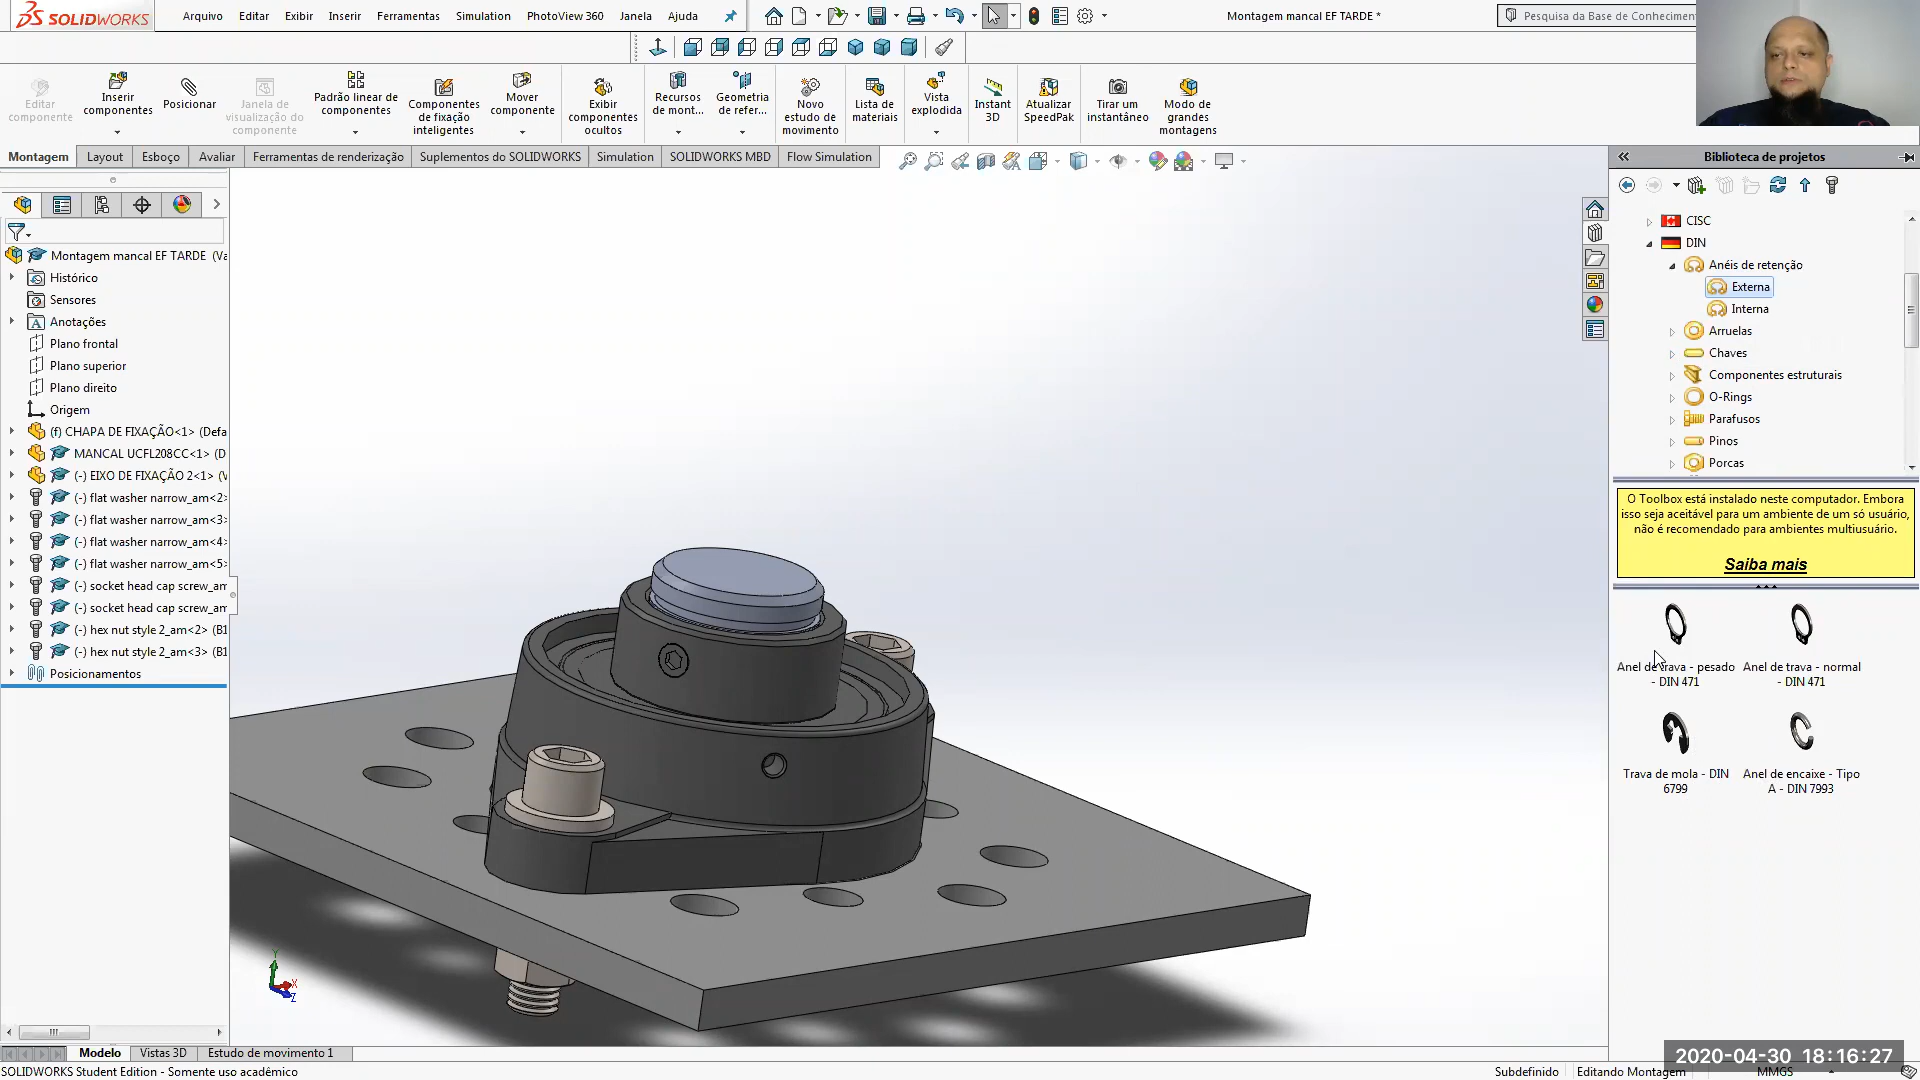 SOLIDWORKS
Arquivo Editar Exibir Inserir Ferramentas Simulation PhotoView 360 Janela Ajuda
Montagem mancal EF TARDE *
Pesquisa da Base de Conheciment
Editar
componente
Inserir
componentes
Posicionar
Janela de
visualização do
componente
Padrão linear de
componentes
Componentes
de fixação
inteligentes
Mover
componente
Exibir
componentes
ocultos
Recursos
de mont...
Geometria
de refer...
Novo
estudo de
movimento
Lista de
materiais
Vista
explodida
Instant
3D
Atualizar
SpeedPak
Tirar um
instantâneo
Modo de
grandes
montagens
Montagem Layout Esboço Avaliar Ferramentas de renderização Suplementos do SOLIDWORKS Simulation SOLIDWORKS MBD Flow Simulation
Montagem mancal EF TARDE (Va
Histórico
Sensores
Anotações
Plano frontal
Plano superior
Plano direito
Origem
(f) CHAPA DE FIXAÇÃO<1> (Defa
MANCAL UCFL208CC<1> (D
(-) EIXO DE FIXAÇÃO 2<1> (V
(-) flat washer narrow_am<2>
(-) flat washer narrow_am<3>
(-) flat washer narrow_am<4>
(-) flat washer narrow_am<5>
(-) socket head cap screw_am
(-) socket head cap screw_am
(-) hex nut style 2_am<2> (B1
(-) hex nut style 2_am<3> (B1
Posicionamentos
Y
X
Z
Biblioteca de projetos
CISC
DIN
Anéis de retenção
Externa
Interna
Arruelas
Chaves
Componentes estruturais
O-Rings
Parafusos
Pinos
Porcas
O Toolbox está instalado neste computador. Embora
isso seja aceitável para um ambiente de um só usuário,
não é recomendado para ambientes multiusuário.
Saiba mais
Anel de trava - pesado
- DIN 471
Anel de trava - normal
- DIN 471
Trava de mola - DIN
6799
Anel de encaixe - Tipo
A - DIN 7993
Modelo Vistas 3D Estudo de movimento 1
2020-04-30 18:16:27
SOLIDWORKS Student Edition - Somente uso acadêmico
Subdefinido Editando Montagem MMGS